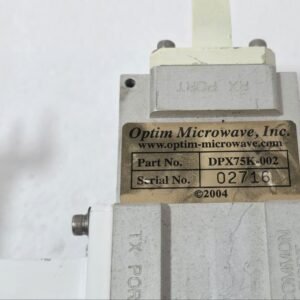 RX PORT
Optim Microwave, Inc.
www.optim-microwave.com
Part No. DPX75K-002
Serial No. 02716
©2004
TX PORT